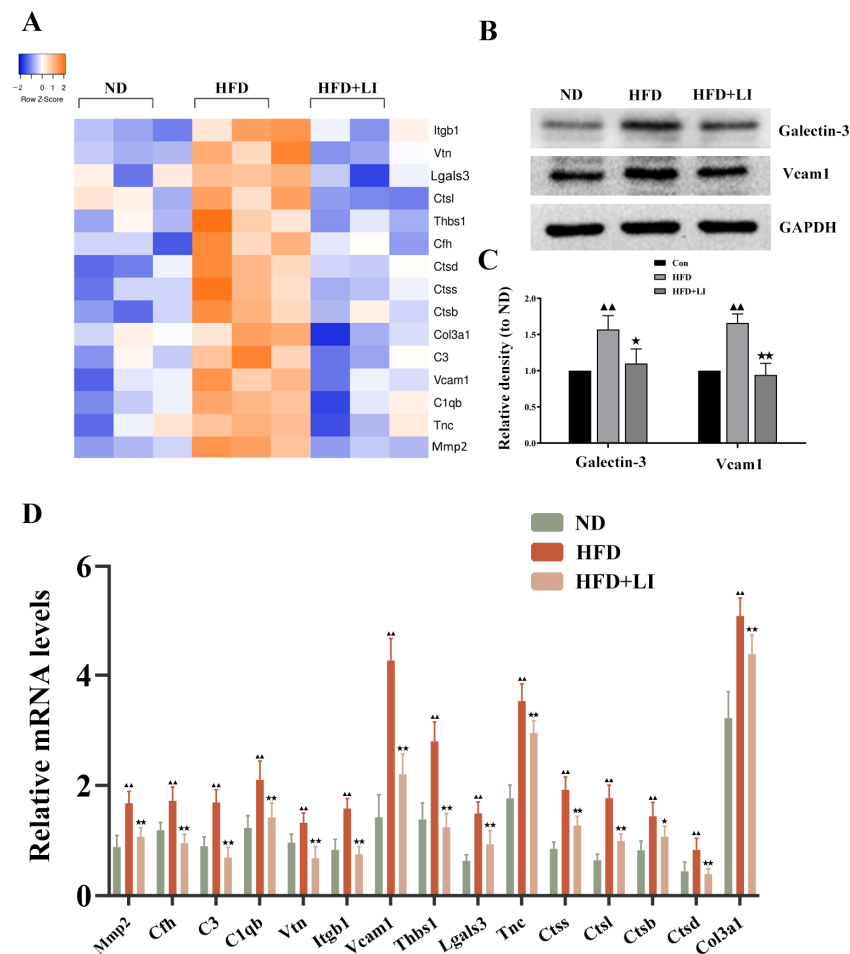 A
−2 0 1 2
Row Z-Score
ND HFD HFD+LI
Itgb1
Vtn
Lgals3
Ctsl
Thbs1
Cfh
Ctsd
Ctss
Ctsb
Col3a1
C3
Vcam1
C1qb
Tnc
Mmp2
B
ND HFD HFD+LI
Galectin-3
Vcam1
GAPDH
C
Con
HFD
HFD+LI
Relative density (to ND)
2.0
1.5
1.0
0.5
0.0
▲▲ ★ ▲▲ ★★
Galectin-3 Vcam1
D
ND
HFD
HFD+LI
Relative mRNA levels
6
4
2
0
▲▲ ★★ ▲▲ ★★ ▲▲ ★★ ▲▲ ★★ ▲▲ ★★ ▲▲ ★★ ▲▲ ★★ ▲▲ ★★ ▲▲ ★★ ▲▲ ★★ ▲▲ ★★ ▲▲ ★★ ▲▲ ★ ▲▲ ★★ ▲▲ ★★
Mmp2 Cfh C3 C1qb Vtn Itgb1 Vcam1 Thbs1 Lgals3 Tnc Ctss Ctsl Ctsb Ctsd Col3a1